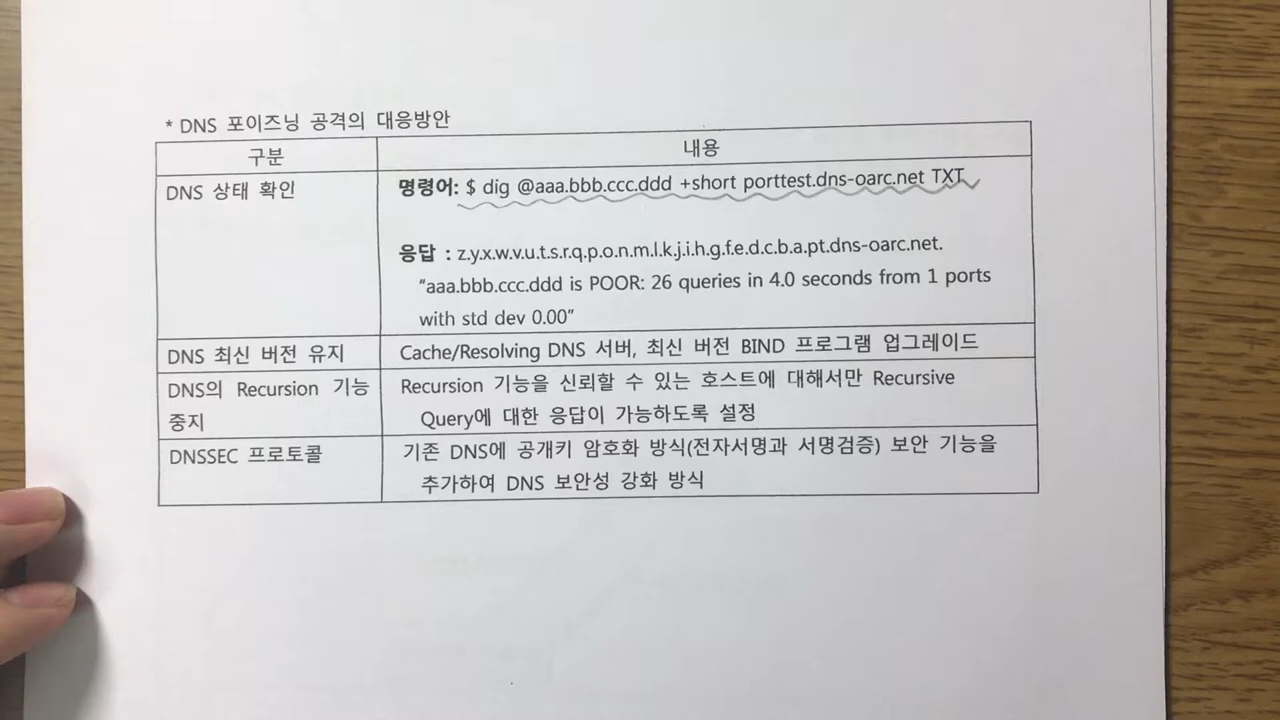 * DNS 포이즈닝 공격의 대응방안
구분 내용
DNS 상태 확인 명령어: $ dig @aaa.bbb.ccc.ddd +short porttest.dns-oarc.net TXT
응답 : z.y.x.w.v.u.t.s.r.q.p.o.n.m.l.k.j.i.h.g.f.e.d.c.b.a.pt.dns-oarc.net.
“aaa.bbb.ccc.ddd is POOR: 26 queries in 4.0 seconds from 1 ports
with std dev 0.00”
DNS 최신 버전 유지 Cache/Resolving DNS 서버, 최신 버전 BIND 프로그램 업그레이드
DNS의 Recursion 기능 Recursion 기능을 신뢰할 수 있는 호스트에 대해서만 Recursive
중지 Query에 대한 응답이 가능하도록 설정
DNSSEC 프로토콜 기존 DNS에 공개키 암호화 방식(전자서명과 서명검증) 보안 기능을
추가하여 DNS 보안성 강화 방식